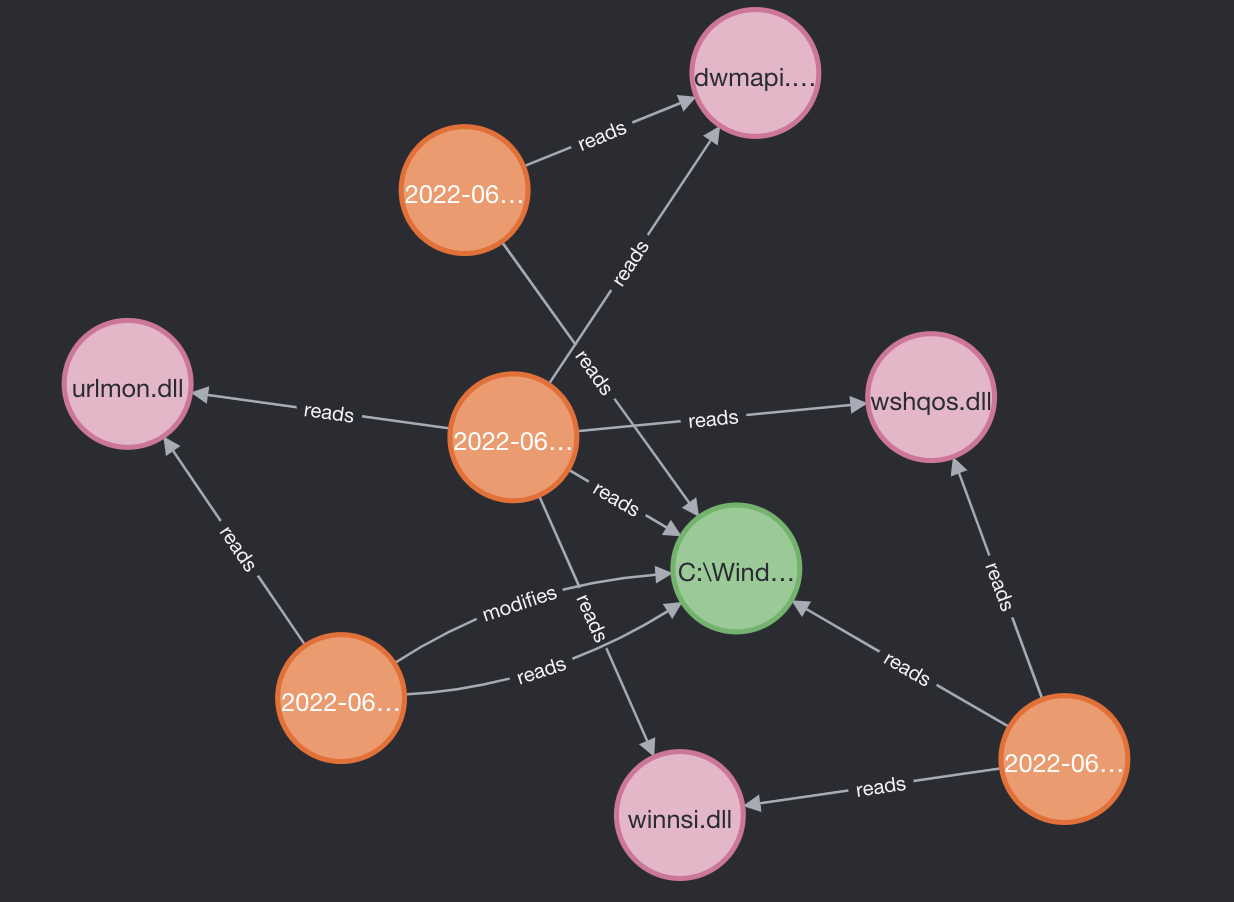 dwmapi.…
reads
2022-06…
reads
reads
urlmon.dll
reads
2022-06…
reads
wshqos.dll
reads
reads
C:\Wind…
reads
modifies
reads
reads
reads
2022-06…
reads
2022-06…
reads
winnsi.dll